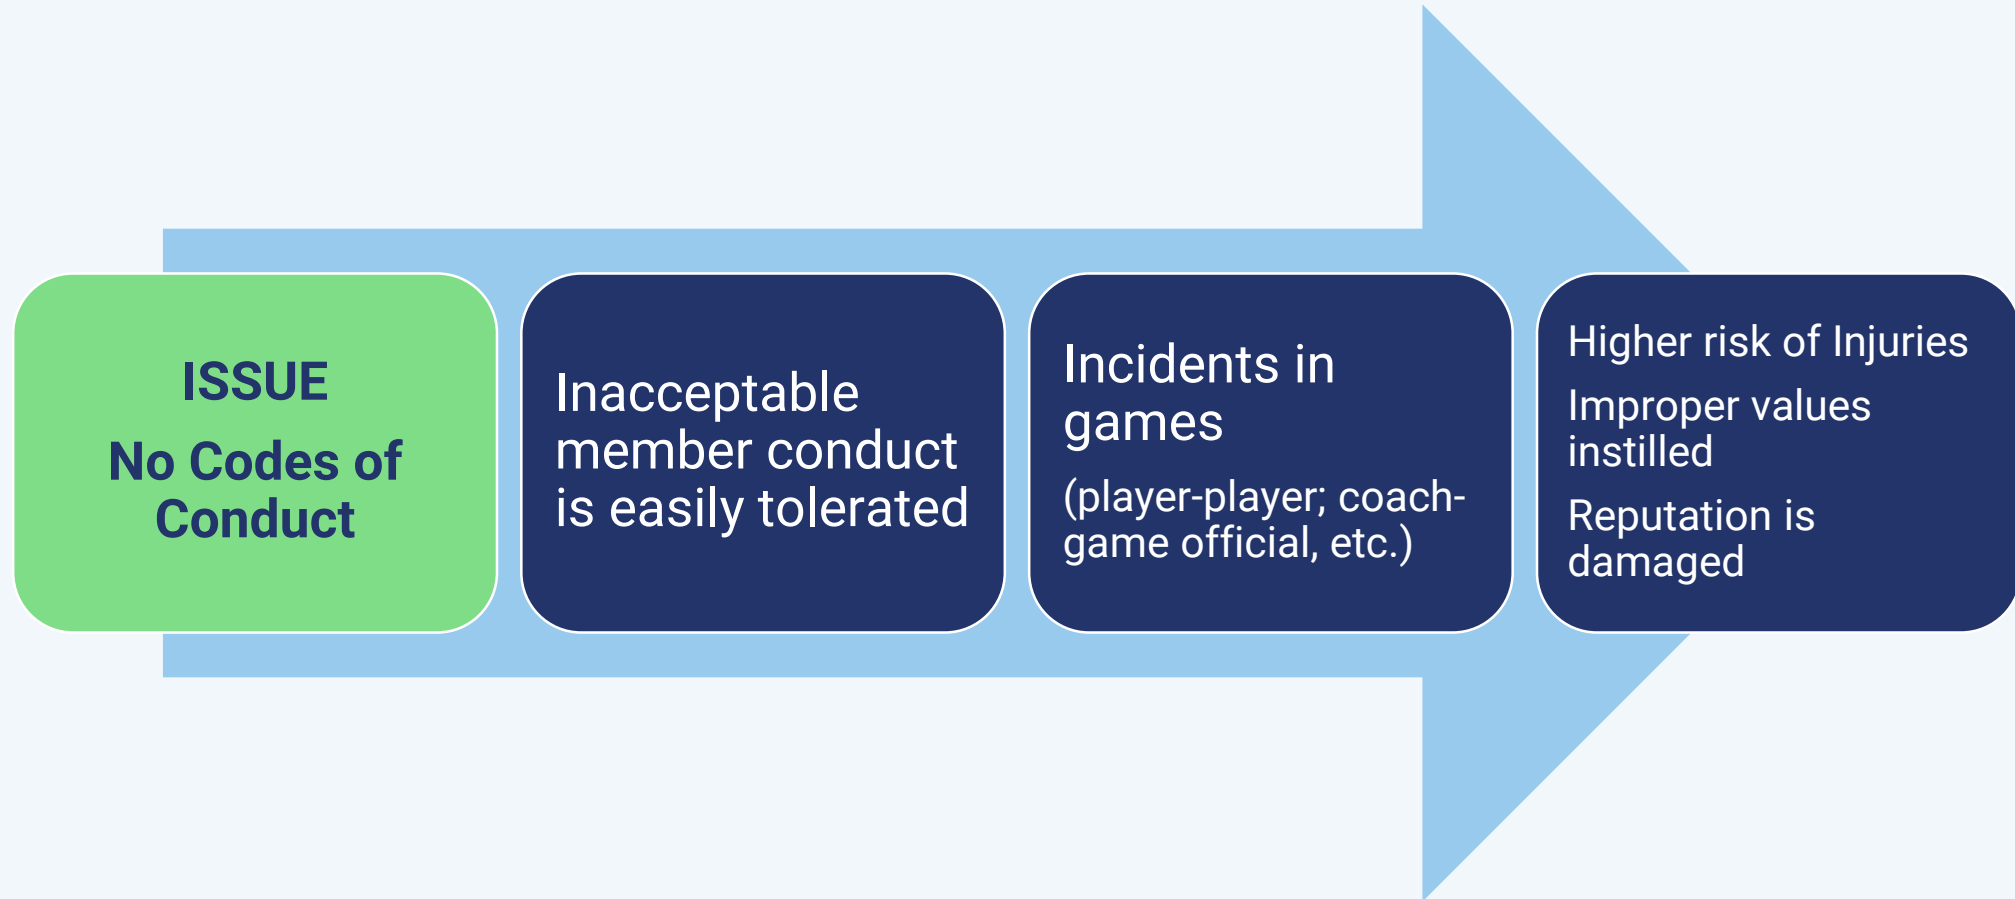 ISSUE
No Codes of
Conduct
Inacceptable
member conduct
is easily tolerated
Incidents in
games
(player-player; coach-
game official, etc.)
Higher risk of Injuries
Improper values
instilled
Reputation is
damaged